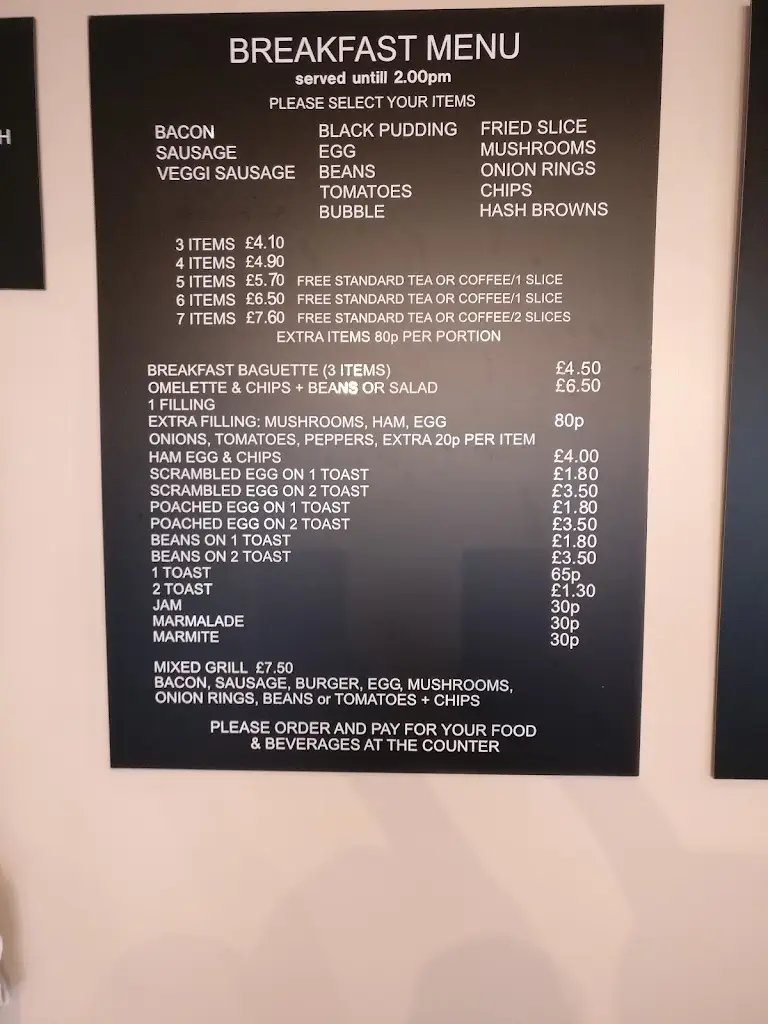 H
BREAKFAST MENU
served untill 2.00pm
PLEASE SELECT YOUR ITEMS
BACON BLACK PUDDING FRIED SLICE
SAUSAGE EGG MUSHROOMS
VEGGI SAUSAGE BEANS ONION RINGS
TOMATOES CHIPS
BUBBLE HASH BROWNS
3 ITEMS £4.10
4 ITEMS £4.90
5 ITEMS £5.70 FREE STANDARD TEA OR COFFEE/1 SLICE
6 ITEMS £6.50 FREE STANDARD TEA OR COFFEE/1 SLICE
7 ITEMS £7.60 FREE STANDARD TEA OR COFFEE/2 SLICES
EXTRA ITEMS 80p PER PORTION
BREAKFAST BAGUETTE (3 ITEMS) £4.50
OMELETTE & CHIPS + BEANS OR SALAD £6.50
1 FILLING
EXTRA FILLING: MUSHROOMS, HAM, EGG 80p
ONIONS, TOMATOES, PEPPERS, EXTRA 20p PER ITEM
HAM EGG & CHIPS £4.00
SCRAMBLED EGG ON 1 TOAST £1.80
SCRAMBLED EGG ON 2 TOAST £3.50
POACHED EGG ON 1 TOAST £1.80
POACHED EGG ON 2 TOAST £3.50
BEANS ON 1 TOAST £1.80
BEANS ON 2 TOAST £3.50
1 TOAST 65p
2 TOAST £1.30
JAM 30p
MARMALADE 30p
MARMITE 30p
MIXED GRILL £7.50
BACON, SAUSAGE, BURGER, EGG, MUSHROOMS,
ONION RINGS, BEANS or TOMATOES + CHIPS
PLEASE ORDER AND PAY FOR YOUR FOOD
& BEVERAGES AT THE COUNTER